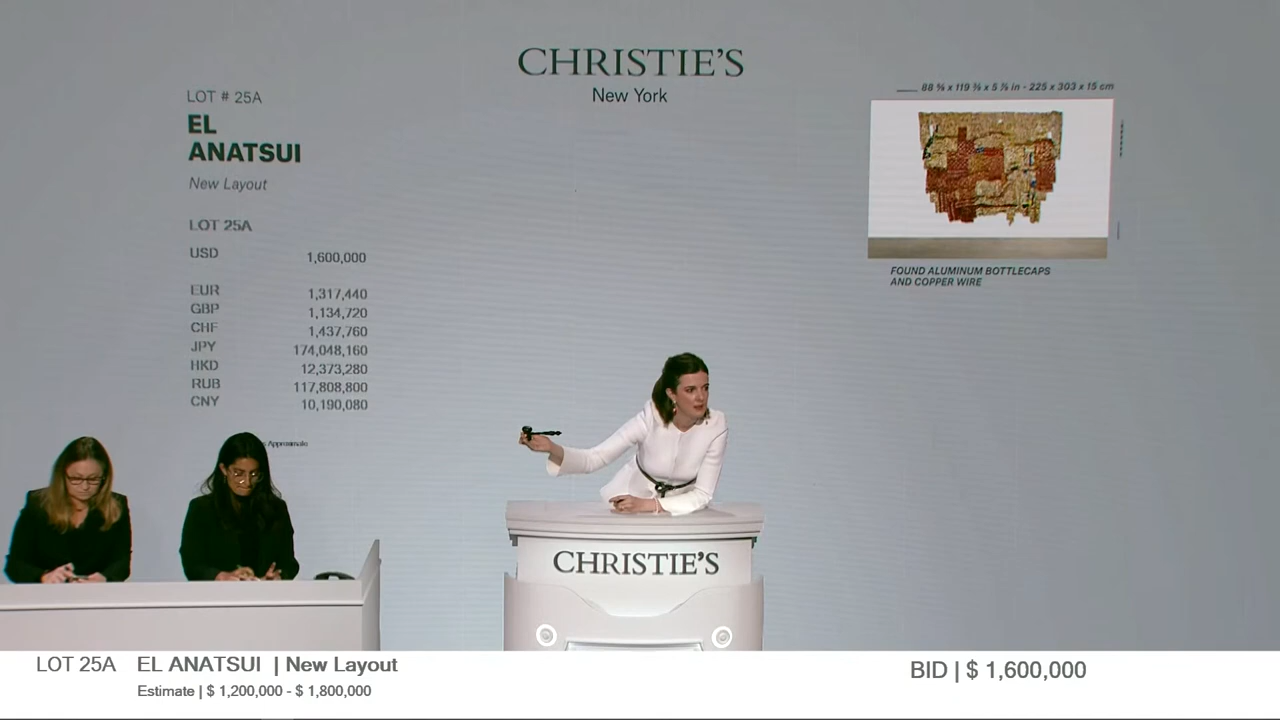 CHRISTIE'S
New York
LOT # 25A
EL
ANATSUI
New Layout
LOT 25A
USD 1,600,000
EUR 1,317,440
GBP 1,134,720
CHF 1,437,760
JPY 174,048,160
HKD 12,373,280
RUB 117,808,800
CNY 10,190,080
Approximate
88 ⅝ x 119 ⅜ x 5 ⅞ in - 225 x 303 x 15 cm
FOUND ALUMINUM BOTTLECAPS
AND COPPER WIRE
CHRISTIE'S
LOT 25A EL ANATSUI | New Layout
Estimate | $ 1,200,000 - $ 1,800,000
BID | $ 1,600,000